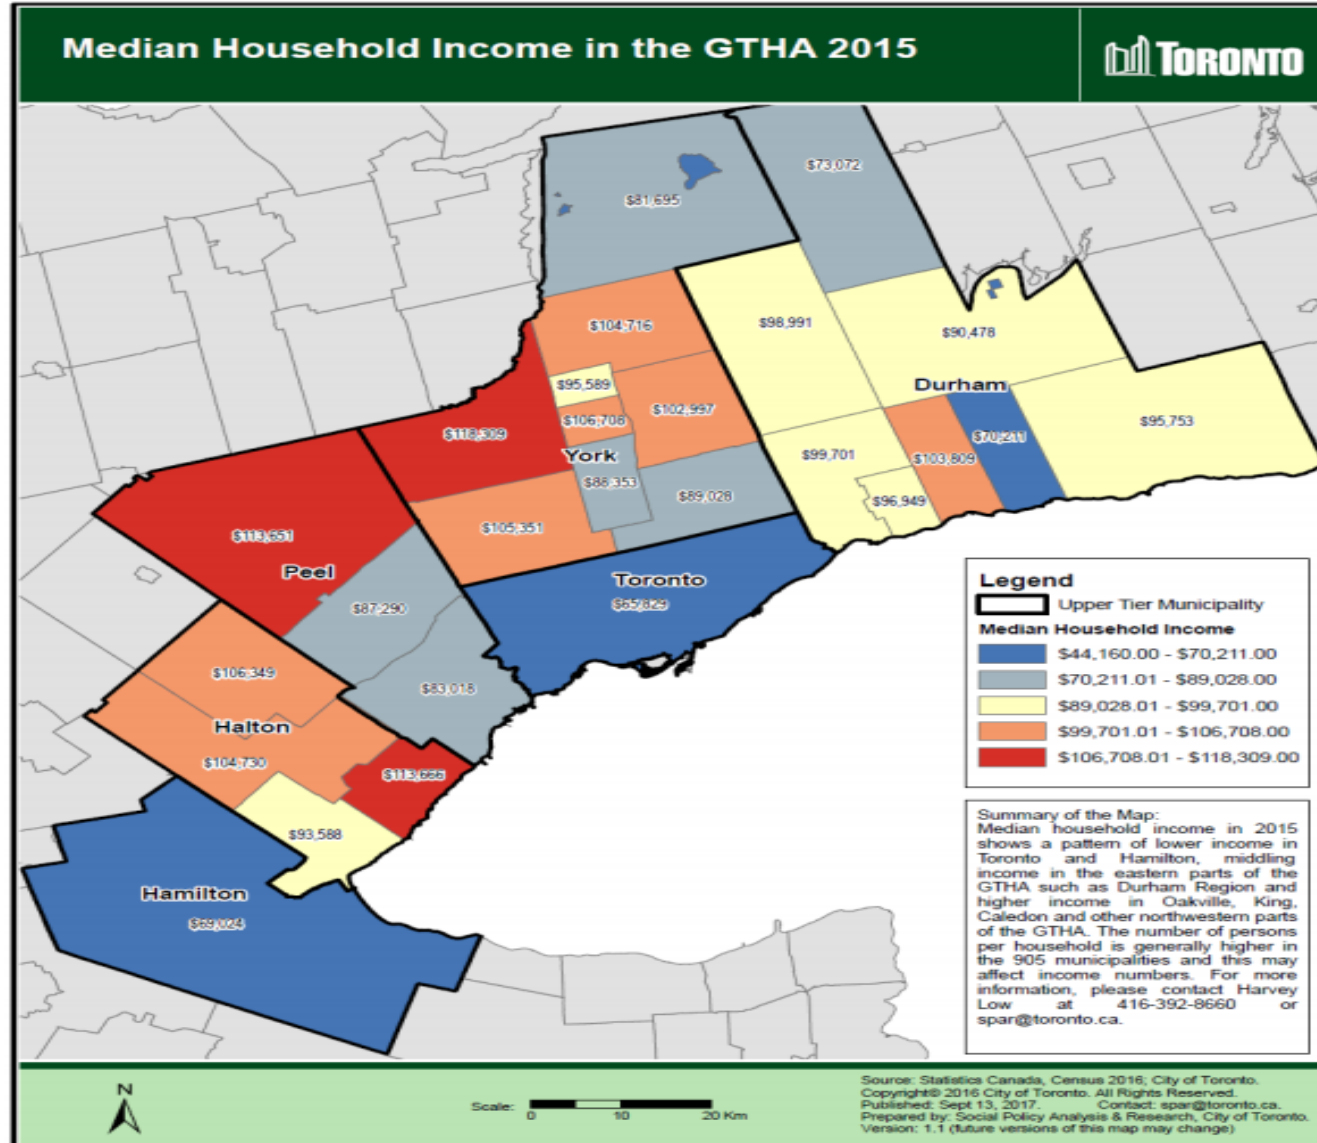 Median Household Income in the GTHA 2015
TORONTO
$73,072
$81,695
$104,716
$98,991
$90,478
$95,589
Durham
$102,997
$106,708
$95,753
$118,309
$70,211
York
$99,701
$103,809
$88,353
$89,028
$96,949
$105,351
$113,651
Peel
Toronto
$65,829
$87,290
$106,349
$83,018
Halton
$104,730
$113,666
$93,588
Hamilton
$69,024
Legend
Upper Tier Municipality
Median Household Income
$44,160.00 - $70,211.00
$70,211.01 - $89,028.00
$89,028.01 - $99,701.00
$99,701.01 - $106,708.00
$106,708.01 - $118,309.00
Summary of the Map:
Median household income in 2015
shows a pattern of lower income in
Toronto and Hamilton, middling
income in the eastern parts of the
GTHA such as Durham Region and
higher income in Oakville, King,
Caledon and other northwestern parts
of the GTHA. The number of persons
per household is generally higher in
the 905 municipalities and this may
affect income numbers. For more
information, please contact Harvey
Low at 416-392-8660 or
spar@toronto.ca.
N
Scale:
0 10 20 Km
Source: Statistics Canada, Census 2016; City of Toronto.
Copyright© 2016 City of Toronto. All Rights Reserved.
Published: Sept 13, 2017. Contact: spar@toronto.ca.
Prepared by: Social Policy Analysis & Research, City of Toronto.
Version: 1.1 (future versions of this map may change)